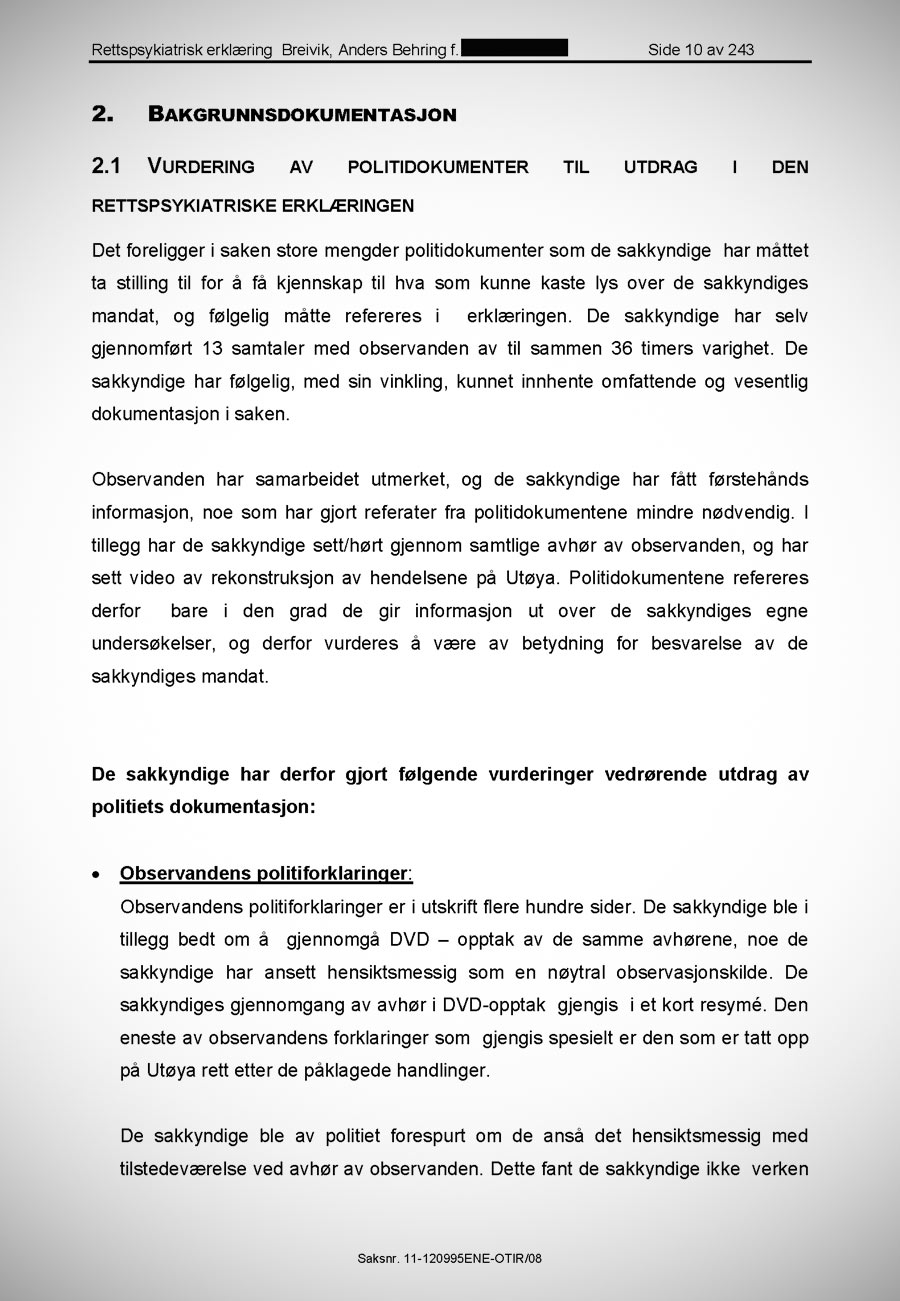 Rettspsykiatrisk erklæring Breivik, Anders Behring f. Side 10 av 243
2. BAKGRUNNSDOKUMENTASJON
2.1 VURDERING AV POLITIDOKUMENTER TIL UTDRAG I DEN
RETTSPSYKIATRISKE ERKLÆRINGEN
Det foreligger i saken store mengder politidokumenter som de sakkyndige har måttet
ta stilling til for å få kjennskap til hva som kunne kaste lys over de sakkyndiges
mandat, og følgelig måtte refereres i erklæringen. De sakkyndige har selv
gjennomført 13 samtaler med observanden av til sammen 36 timers varighet. De
sakkyndige har følgelig, med sin vinkling, kunnet innhente omfattende og vesentlig
dokumentasjon i saken.
Observanden har samarbeidet utmerket, og de sakkyndige har fått førstehånds
informasjon, noe som har gjort referater fra politidokumentene mindre nødvendig. I
tillegg har de sakkyndige sett/hørt gjennom samtlige avhør av observanden, og har
sett video av rekonstruksjon av hendelsene på Utøya. Politidokumentene refereres
derfor bare i den grad de gir informasjon ut over de sakkyndiges egne
undersøkelser, og derfor vurderes å være av betydning for besvarelse av de
sakkyndiges mandat.
De sakkyndige har derfor gjort følgende vurderinger vedrørende utdrag av
politiets dokumentasjon:
• Observandens politiforklaringer:
Observandens politiforklaringer er i utskrift flere hundre sider. De sakkyndige ble i
tillegg bedt om å gjennomgå DVD – opptak av de samme avhørene, noe de
sakkyndige har ansett hensiktsmessig som en nøytral observasjonskilde. De
sakkyndiges gjennomgang av avhør i DVD-opptak gjengis i et kort resymé. Den
eneste av observandens forklaringer som gjengis spesielt er den som er tatt opp
på Utøya rett etter de påklagede handlinger.
De sakkyndige ble av politiet forespurt om de anså det hensiktsmessig med
tilstedeværelse ved avhør av observanden. Dette fant de sakkyndige ikke verken
Saksnr. 11-120995ENE-OTIR/08